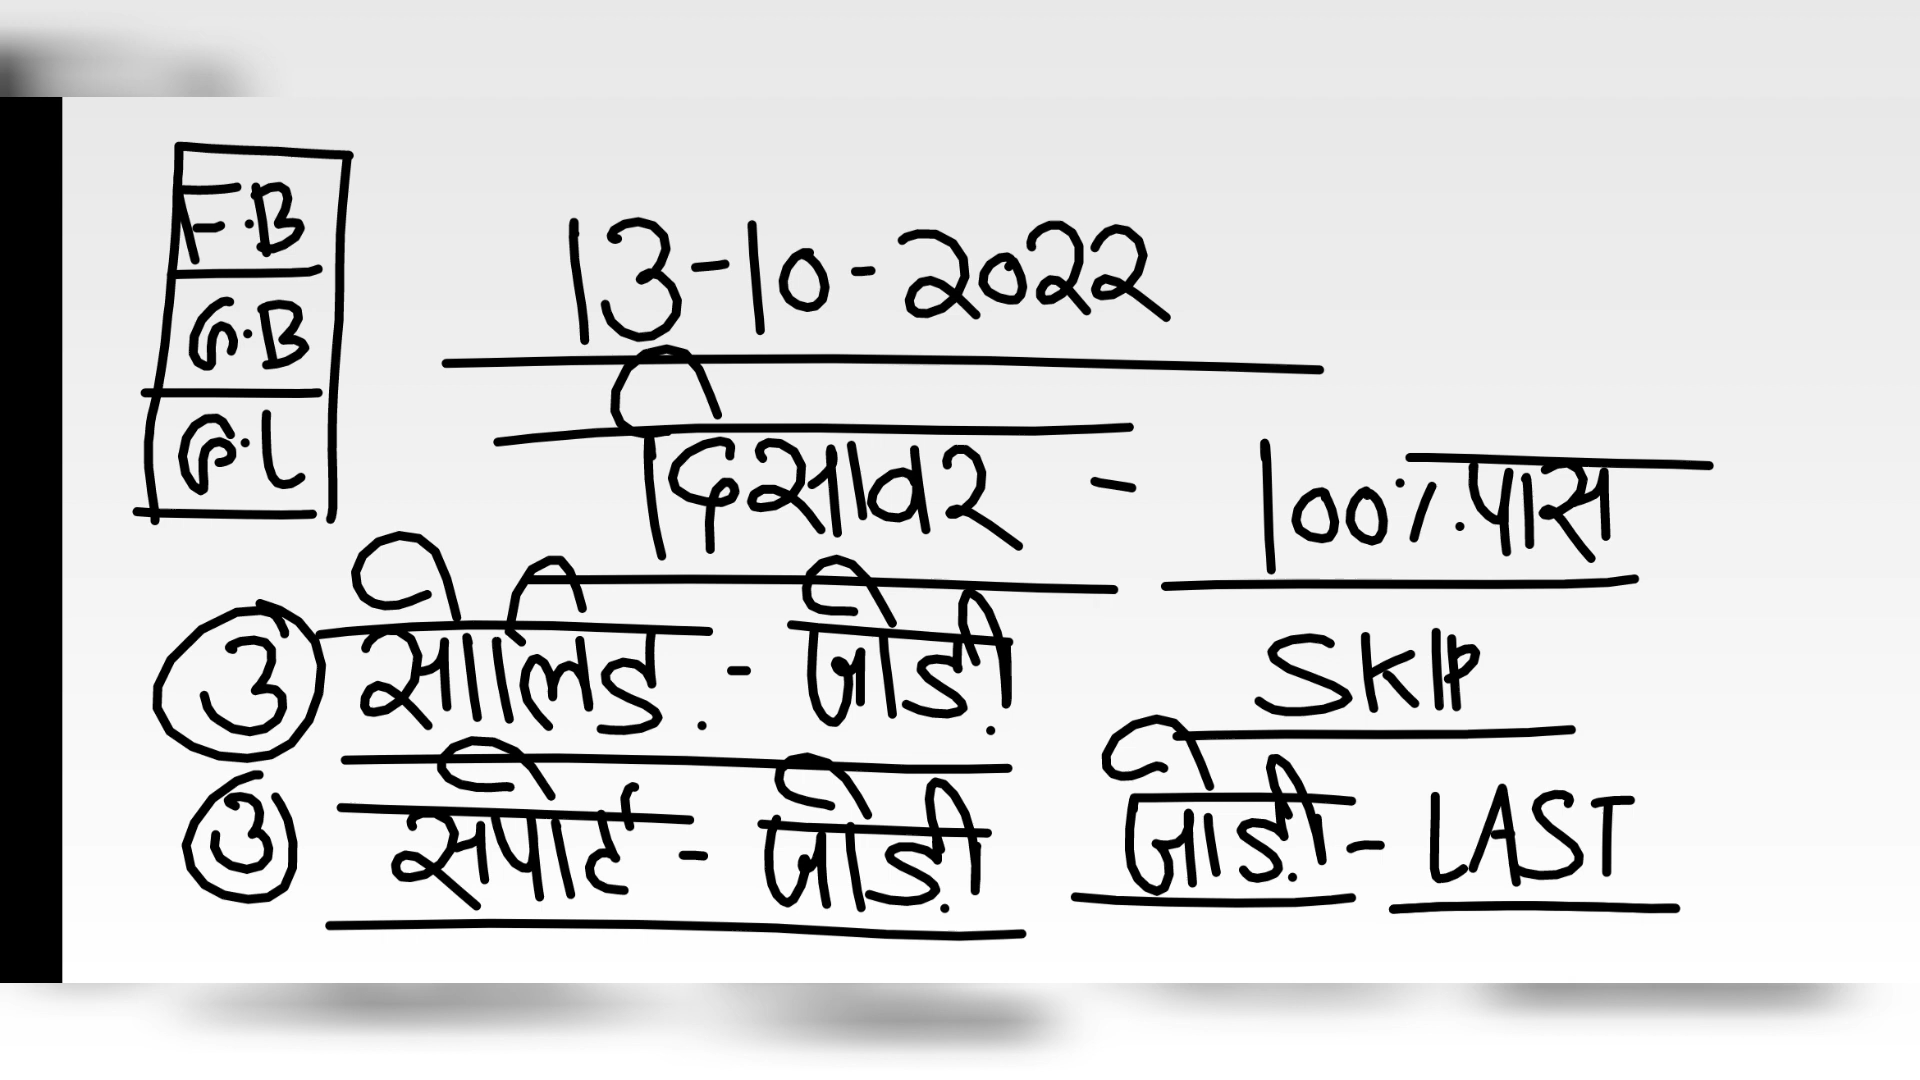 F.B
G.B
G.L
13-10-2022
दिसावर - 100%.पास
3 सोलिड. - जोड़ी
SKIP
3 सपोर्ट - जोड़ी
जोड़ी - LAST